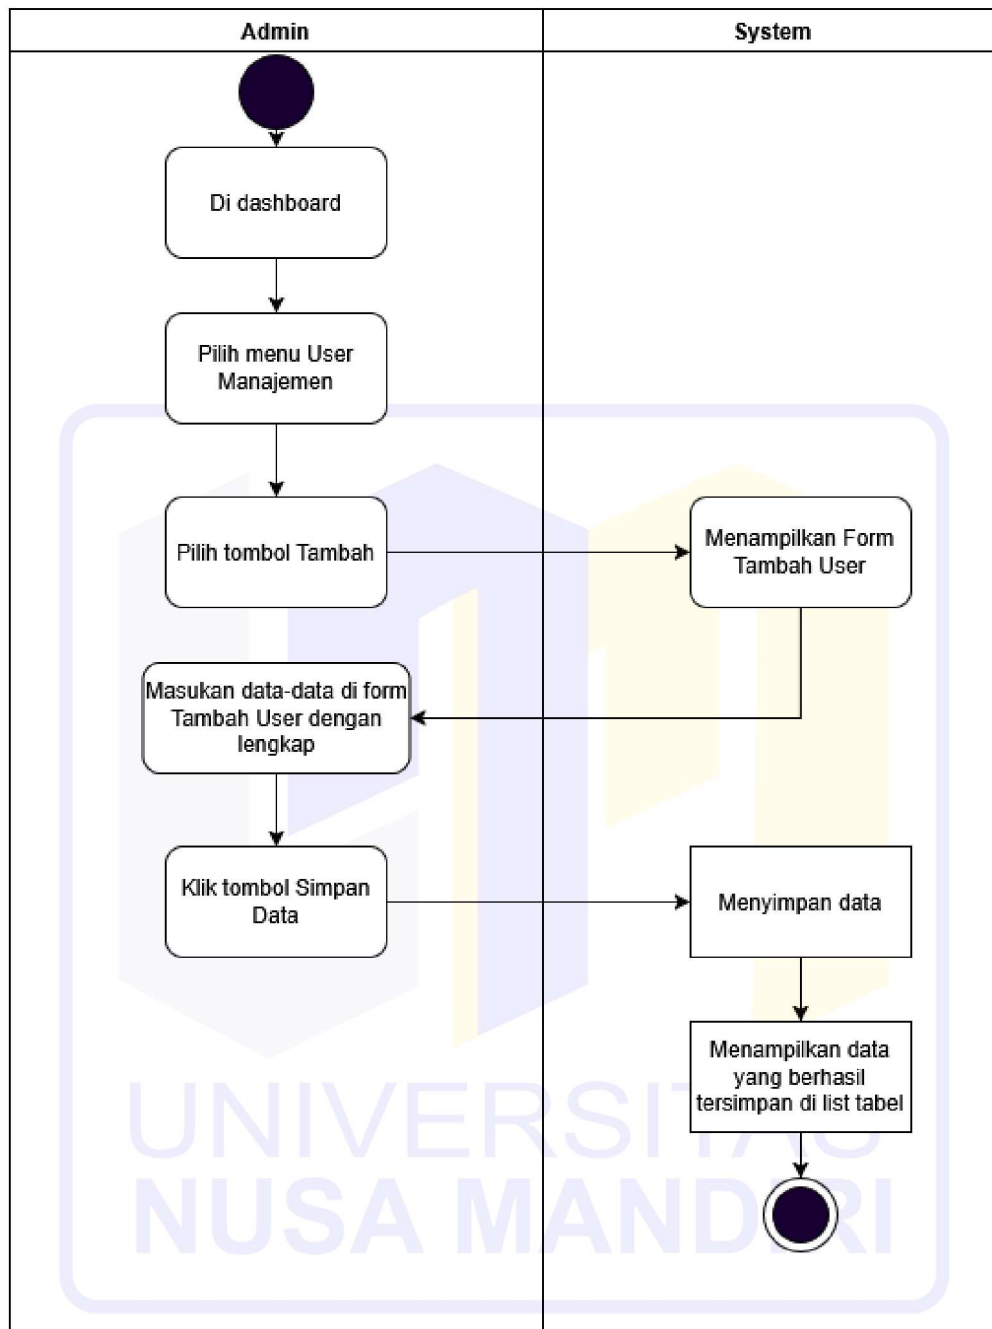 Admin
System
Di dashboard
Pilih menu User
Manajemen
Pilih tombol Tambah
Menampilkan Form
Tambah User
Masukan data-data di form
Tambah User dengan
lengkap
Klik tombol Simpan
Data
Menyimpan data
Menampilkan data
yang berhasil
tersimpan di list tabel
UNIVERSITAS
NUSA MANDIRI